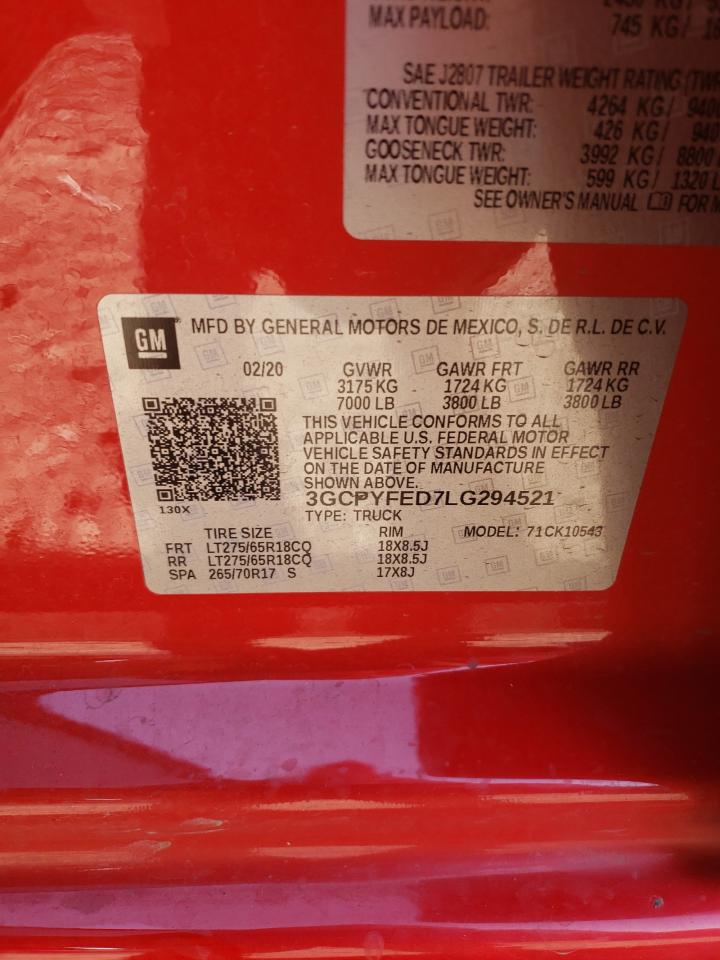 MAX PAYLOAD: 745 KG/
SAE J2807 TRAILER WEIGHT RATING (TWR
CONVENTIONAL TWR: 4264 KG/ 940
MAX TONGUE WEIGHT: 426 KG/ 940
GOOSENECK TWR: 3992 KG/ 8800
MAX TONGUE WEIGHT: 599 KG/ 1320 L
SEE OWNER'S MANUAL FOR M
GM MFD BY GENERAL MOTORS DE MEXICO, S. DE R.L. DE C.V.
02/20 GVWR GAWR FRT GAWR RR
3175 KG 1724 KG 1724 KG
7000 LB 3800 LB 3800 LB
THIS VEHICLE CONFORMS TO ALL
APPLICABLE U.S. FEDERAL MOTOR
VEHICLE SAFETY STANDARDS IN EFFECT
ON THE DATE OF MANUFACTURE
SHOWN ABOVE.
3GCPYFED7LG294521
130X
TYPE: TRUCK
TIRE SIZE RIM MODEL: 71CK10543
FRT LT275/65R18CQ 18X8.5J
RR LT275/65R18CQ 18X8.5J
SPA 265/70R17 S 17X8J